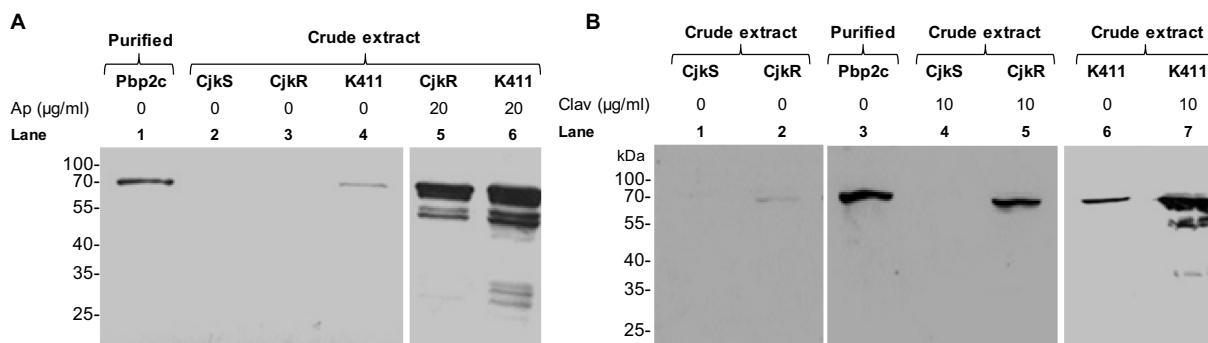 A
Purified Crude extract
Pbp2c CjkS CjkR K411 CjkR K411
Ap (µg/ml) 0 0 0 0 20 20
Lane 1 2 3 4 5 6
100-
70-
55-
40-
35-
25-
B
Crude extract Purified Crude extract Crude extract
CjkS CjkR Pbp2c CjkS CjkR K411 K411
Clav (µg/ml) 0 0 0 10 10 0 10
Lane 1 2 3 4 5 6 7
kDa
100-
70-
55-
40-
35-
25-